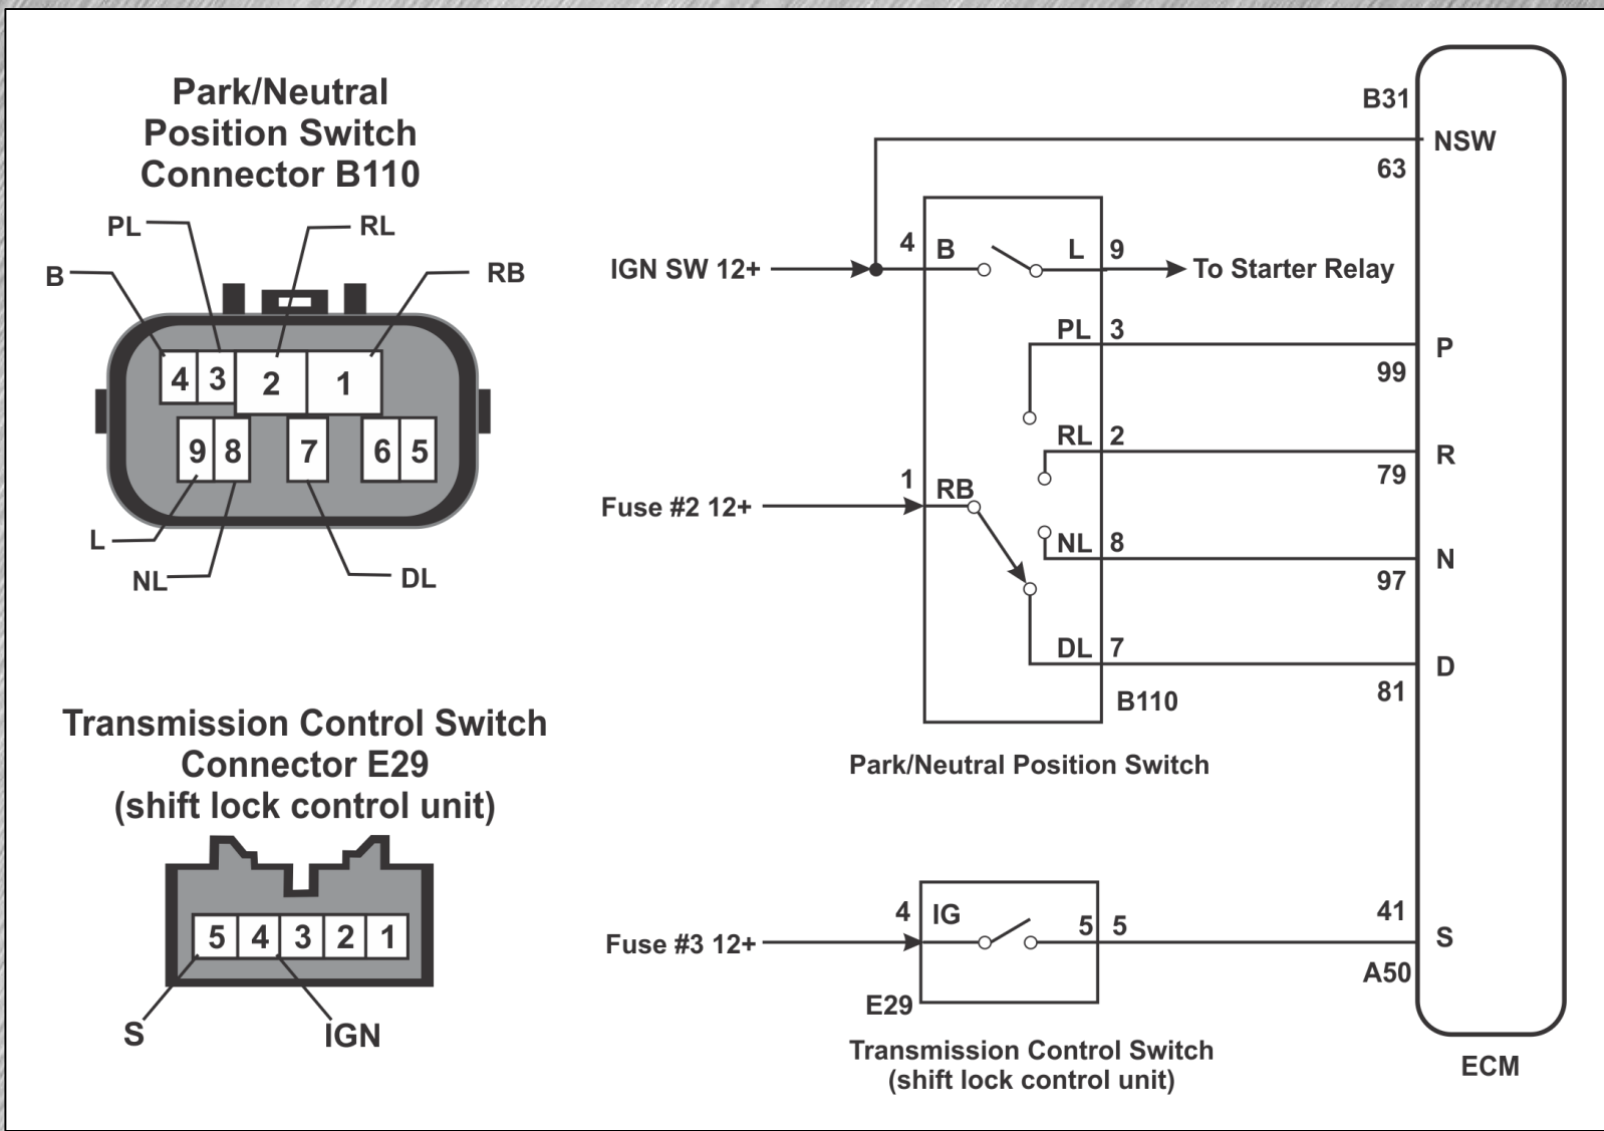 Park/Neutral
Position Switch
Connector B110
PL
RL
B
RB
4
3
2
1
9
8
7
6
5
L
NL
DL
Transmission Control Switch
Connector E29
(shift lock control unit)
5
4
3
2
1
S
IGN
B31
NSW
63
IGN SW 12+
4
B
L
9
To Starter Relay
PL
3
P
99
RL
2
R
79
Fuse #2 12+
1
RB
NL
8
N
97
DL
7
D
81
B110
Park/Neutral Position Switch
Fuse #3 12+
4
IG
5
5
41
S
A50
E29
Transmission Control Switch
(shift lock control unit)
ECM